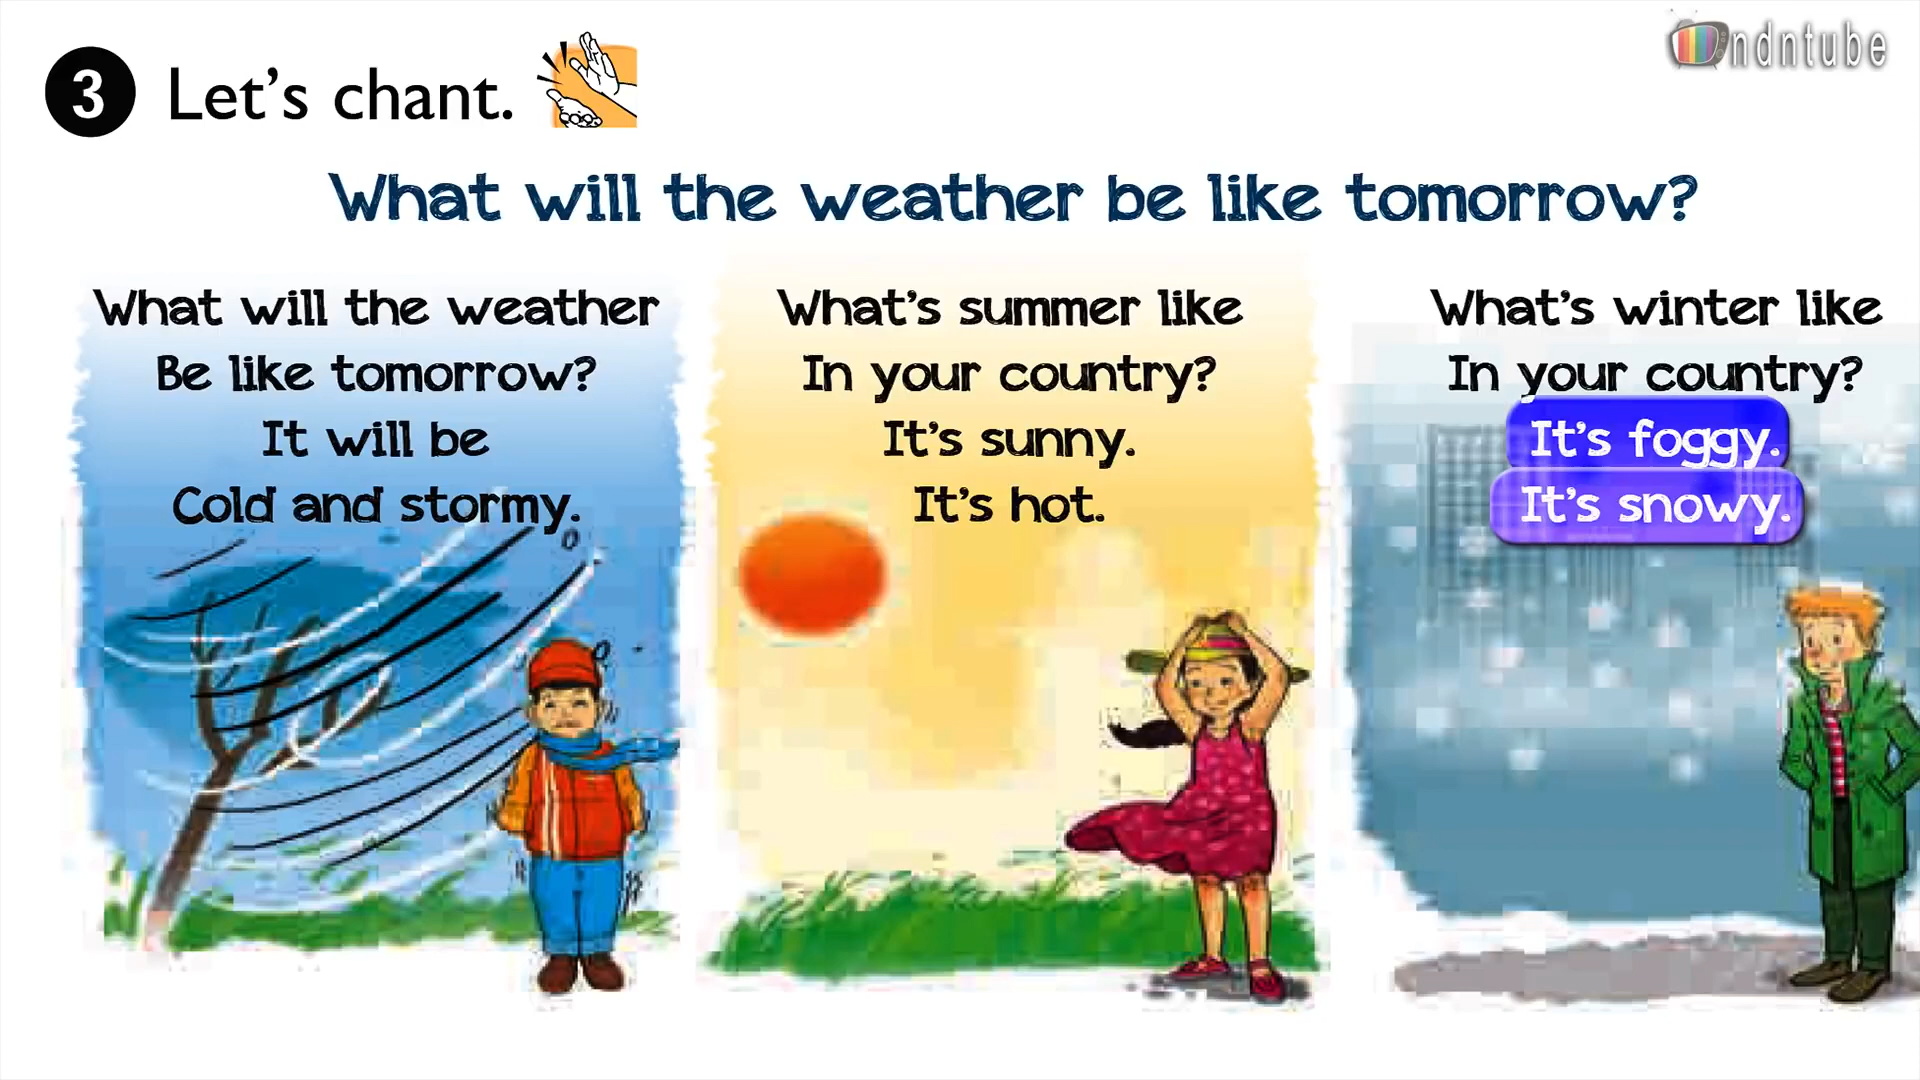 3 Let's chant.
ndntube
What will the weather be like tomorrow?
What will the weather
Be like tomorrow?
It will be
Cold and stormy.
What's summer like
In your country?
It's sunny.
It's hot.
What's winter like
In your country?
It's foggy.
It's snowy.